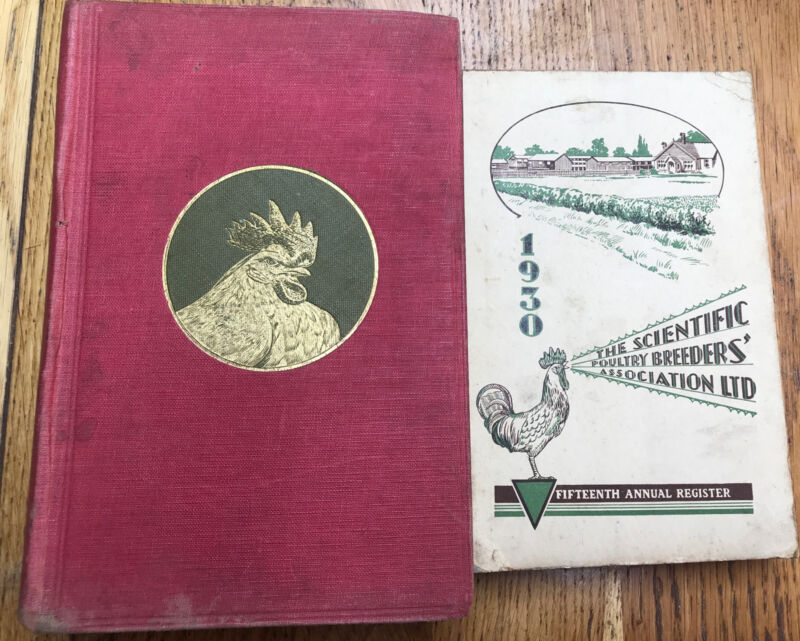 1930
THE SCIENTIFIC
POULTRY BREEDERS'
ASSOCIATION LTD
FIFTEENTH ANNUAL REGISTER